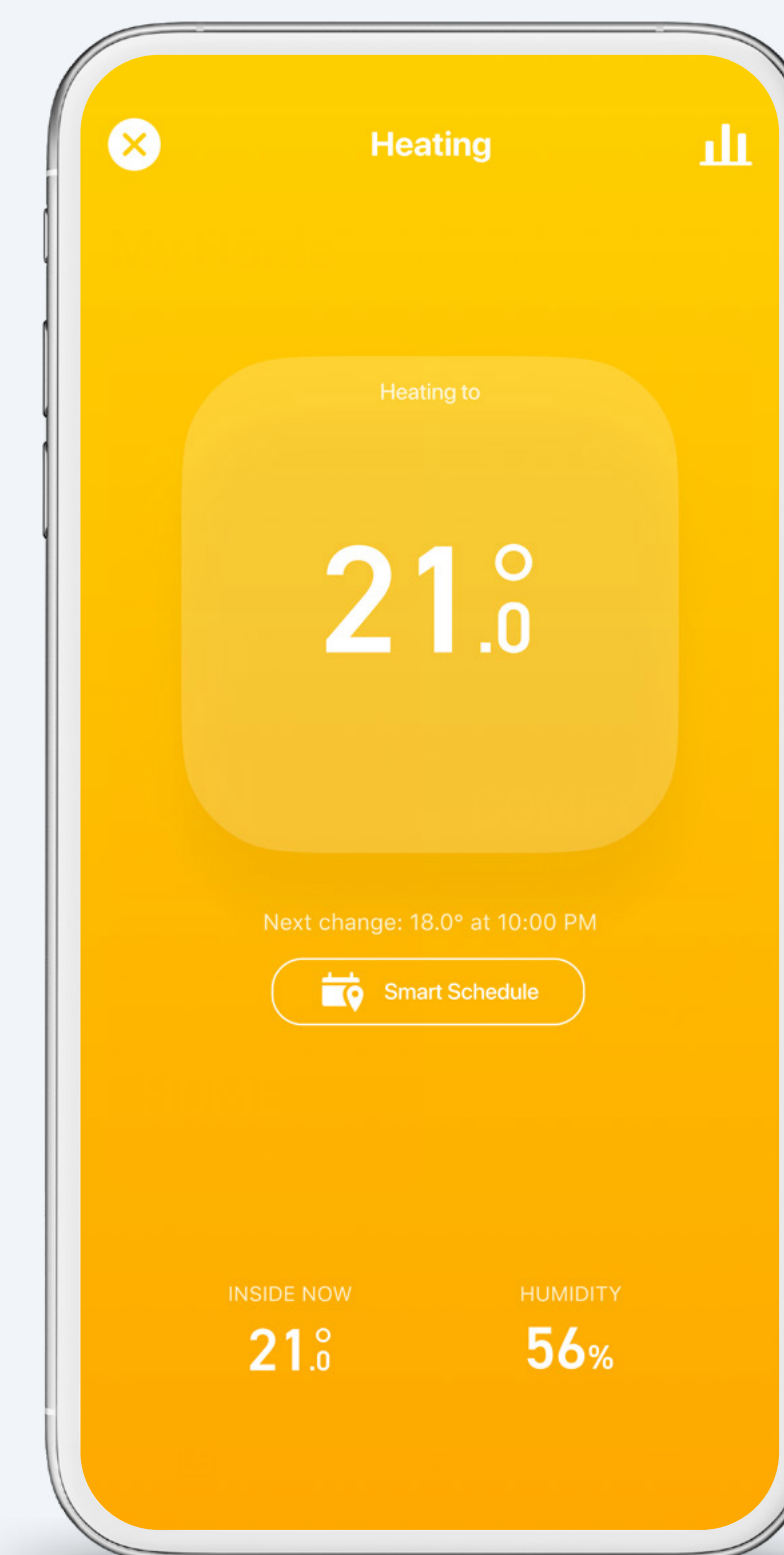 Heating
Heating to
21.0°
Next change: 18.0° at 10:00 PM
Smart Schedule
INSIDE NOW
HUMIDITY
21.0°
56%